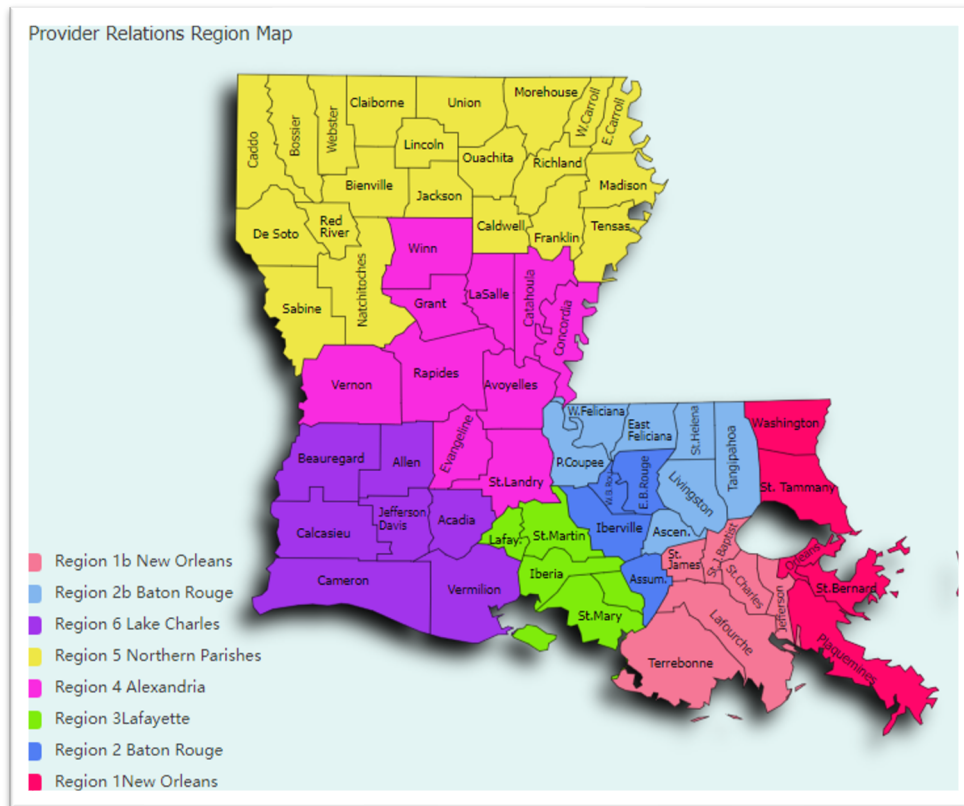 Provider Relations Region Map
Claiborne
Union
Morehouse
W.Carroll
E.Carroll
Caddo
Bossier
Webster
Lincoln
Ouachita
Richland
Madison
Bienville
Jackson
De Soto
Red
River
Caldwell
Franklin
Tensas
Winn
Natchitoches
Sabine
Grant
LaSalle
Catahoula
Concordia
Vernon
Rapides
Avoyelles
W.Feliciana
East
Feliciana
St.Helena
Tangipahoa
Washington
Beauregard
Allen
Evangeline
St.Landry
P.Coupee
W.B.Rou
E.B.Rouge
Livingston
St. Tammany
Calcasieu
Jefferson
Davis
Acadia
Lafay.
St.Martin
Iberville
Ascen.
St.
James
St.J.Baptist
St.Charles
Orleans
Cameron
Vermilion
Iberia
Assum.
Jefferson
St.Bernard
St.Mary
Lafourche
Terrebonne
Plaquemines
Region 1b New Orleans
Region 2b Baton Rouge
Region 6 Lake Charles
Region 5 Northern Parishes
Region 4 Alexandria
Region 3Lafayette
Region 2 Baton Rouge
Region 1New Orleans